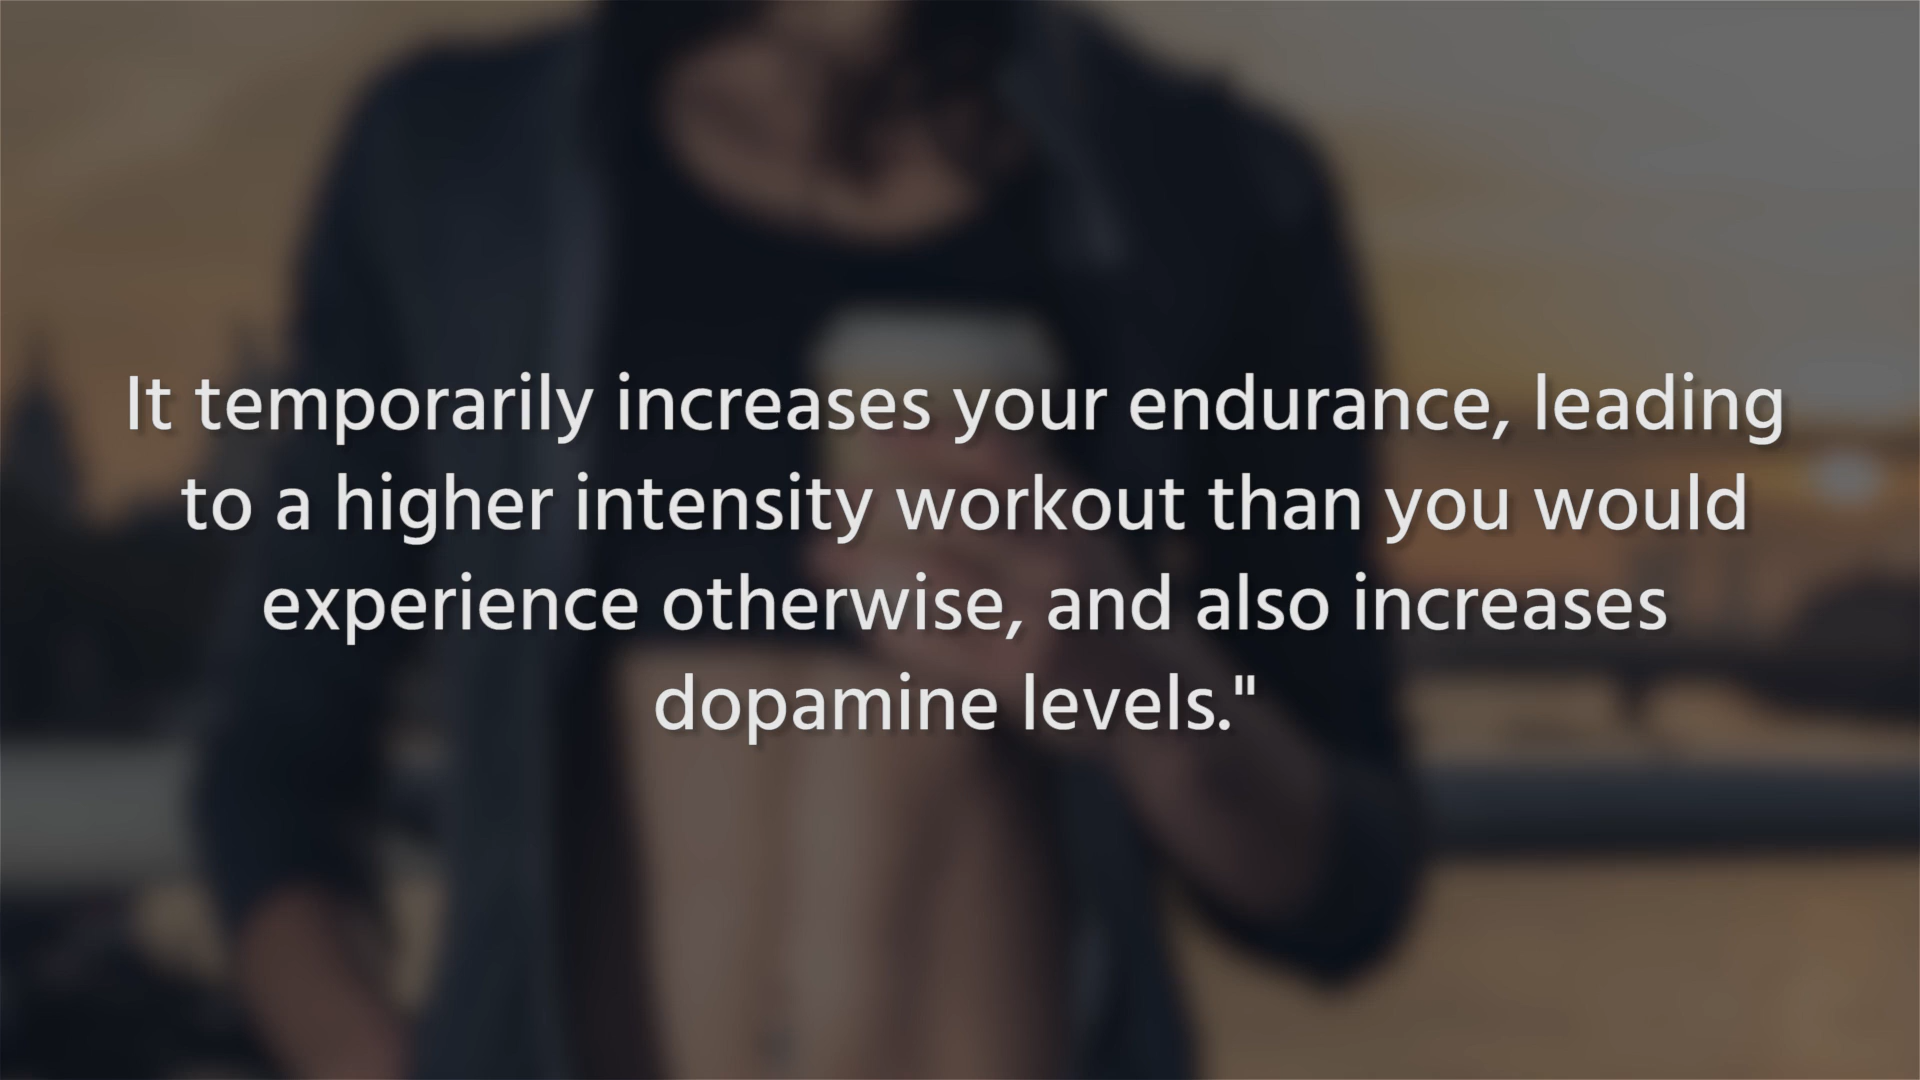 It temporarily increases your endurance, leading
to a higher intensity workout than you would
experience otherwise, and also increases
dopamine levels."